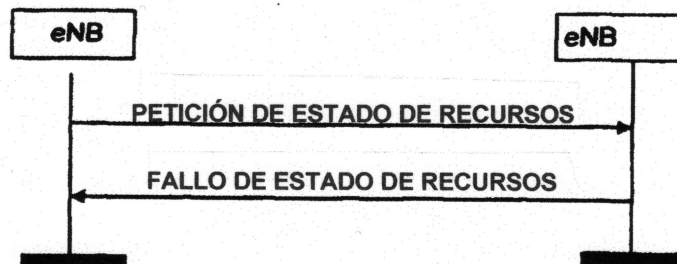 eNB
eNB
PETICIÓN DE ESTADO DE RECURSOS
FALLO DE ESTADO DE RECURSOS